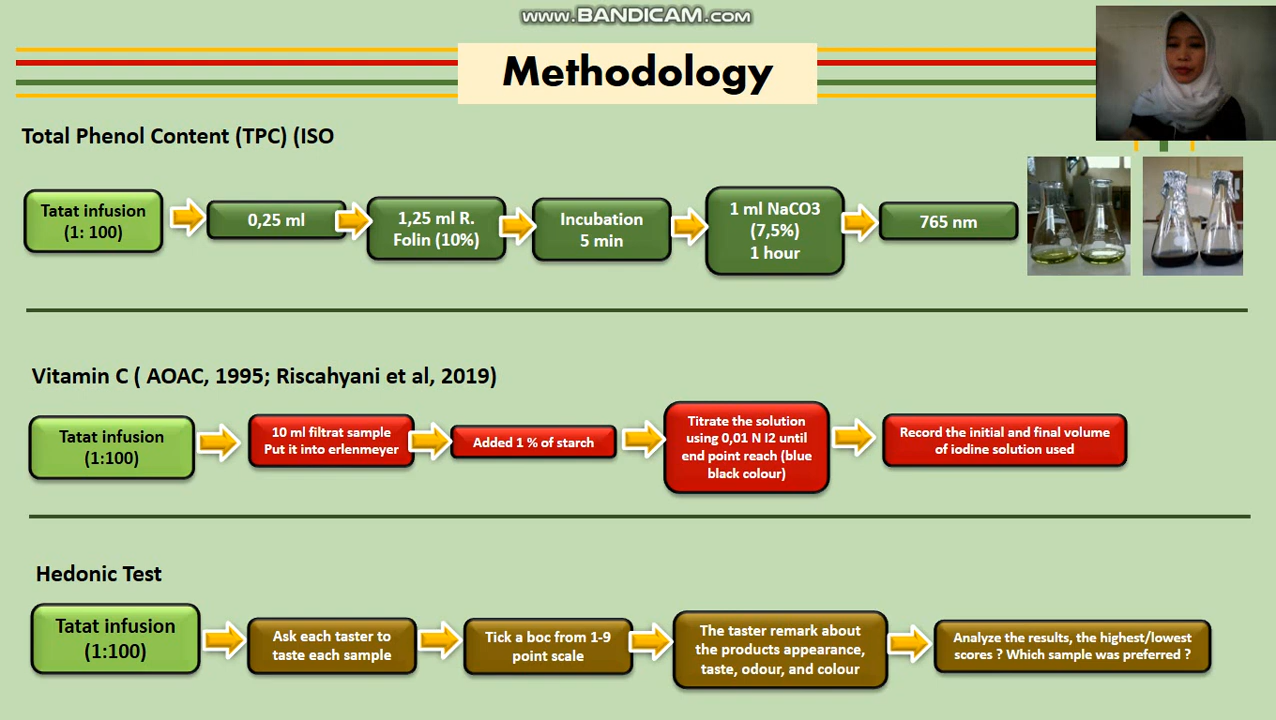 www.BANDICAM.com
Methodology
Total Phenol Content (TPC) (ISO
Tatat infusion
(1: 100)
0,25 ml
1,25 ml R.
Folin (10%)
Incubation
5 min
1 ml NaCO3
(7,5%)
1 hour
765 nm
Vitamin C ( AOAC, 1995; Riscahyani et al, 2019)
Tatat infusion
(1:100)
10 ml filtrat sample
Put it into erlenmeyer
Added 1 % of starch
Titrate the solution
using 0,01 N I2 until
end point reach (blue
black colour)
Record the initial and final volume
of iodine solution used
Hedonic Test
Tatat infusion
(1:100)
Ask each taster to
taste each sample
Tick a boc from 1-9
point scale
The taster remark about
the products appearance,
taste, odour, and colour
Analyze the results, the highest/lowest
scores ? Which sample was preferred ?